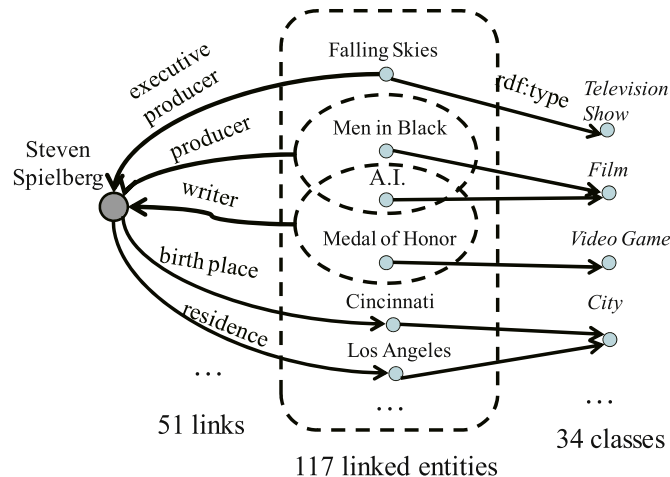 Falling Skies
executive
producer
rdf:type
Television
Show
producer
Men in Black
Steven
Spielberg
A.I.
Film
writer
Medal of Honor
Video Game
birth place
Cincinnati
City
residence
Los Angeles
...
...
...
51 links
34 classes
117 linked entities